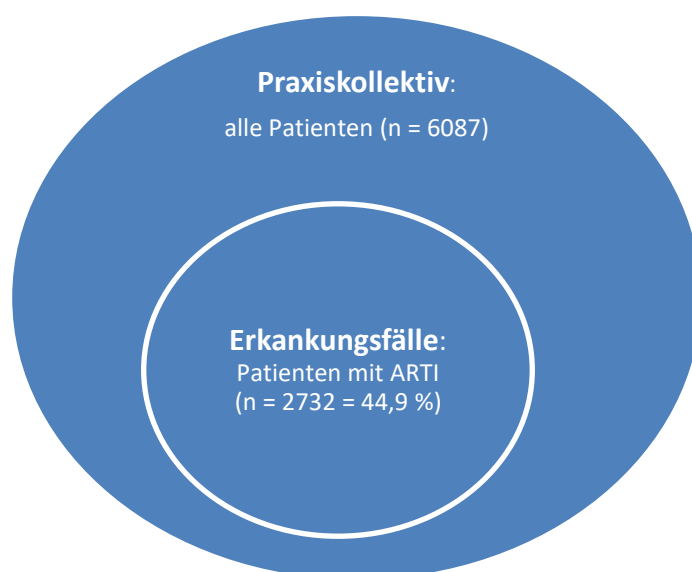 Praxiskollektiv:
alle Patienten (n = 6087)
Erkankungsfälle:
Patienten mit ARTI
(n = 2732 = 44,9 %)